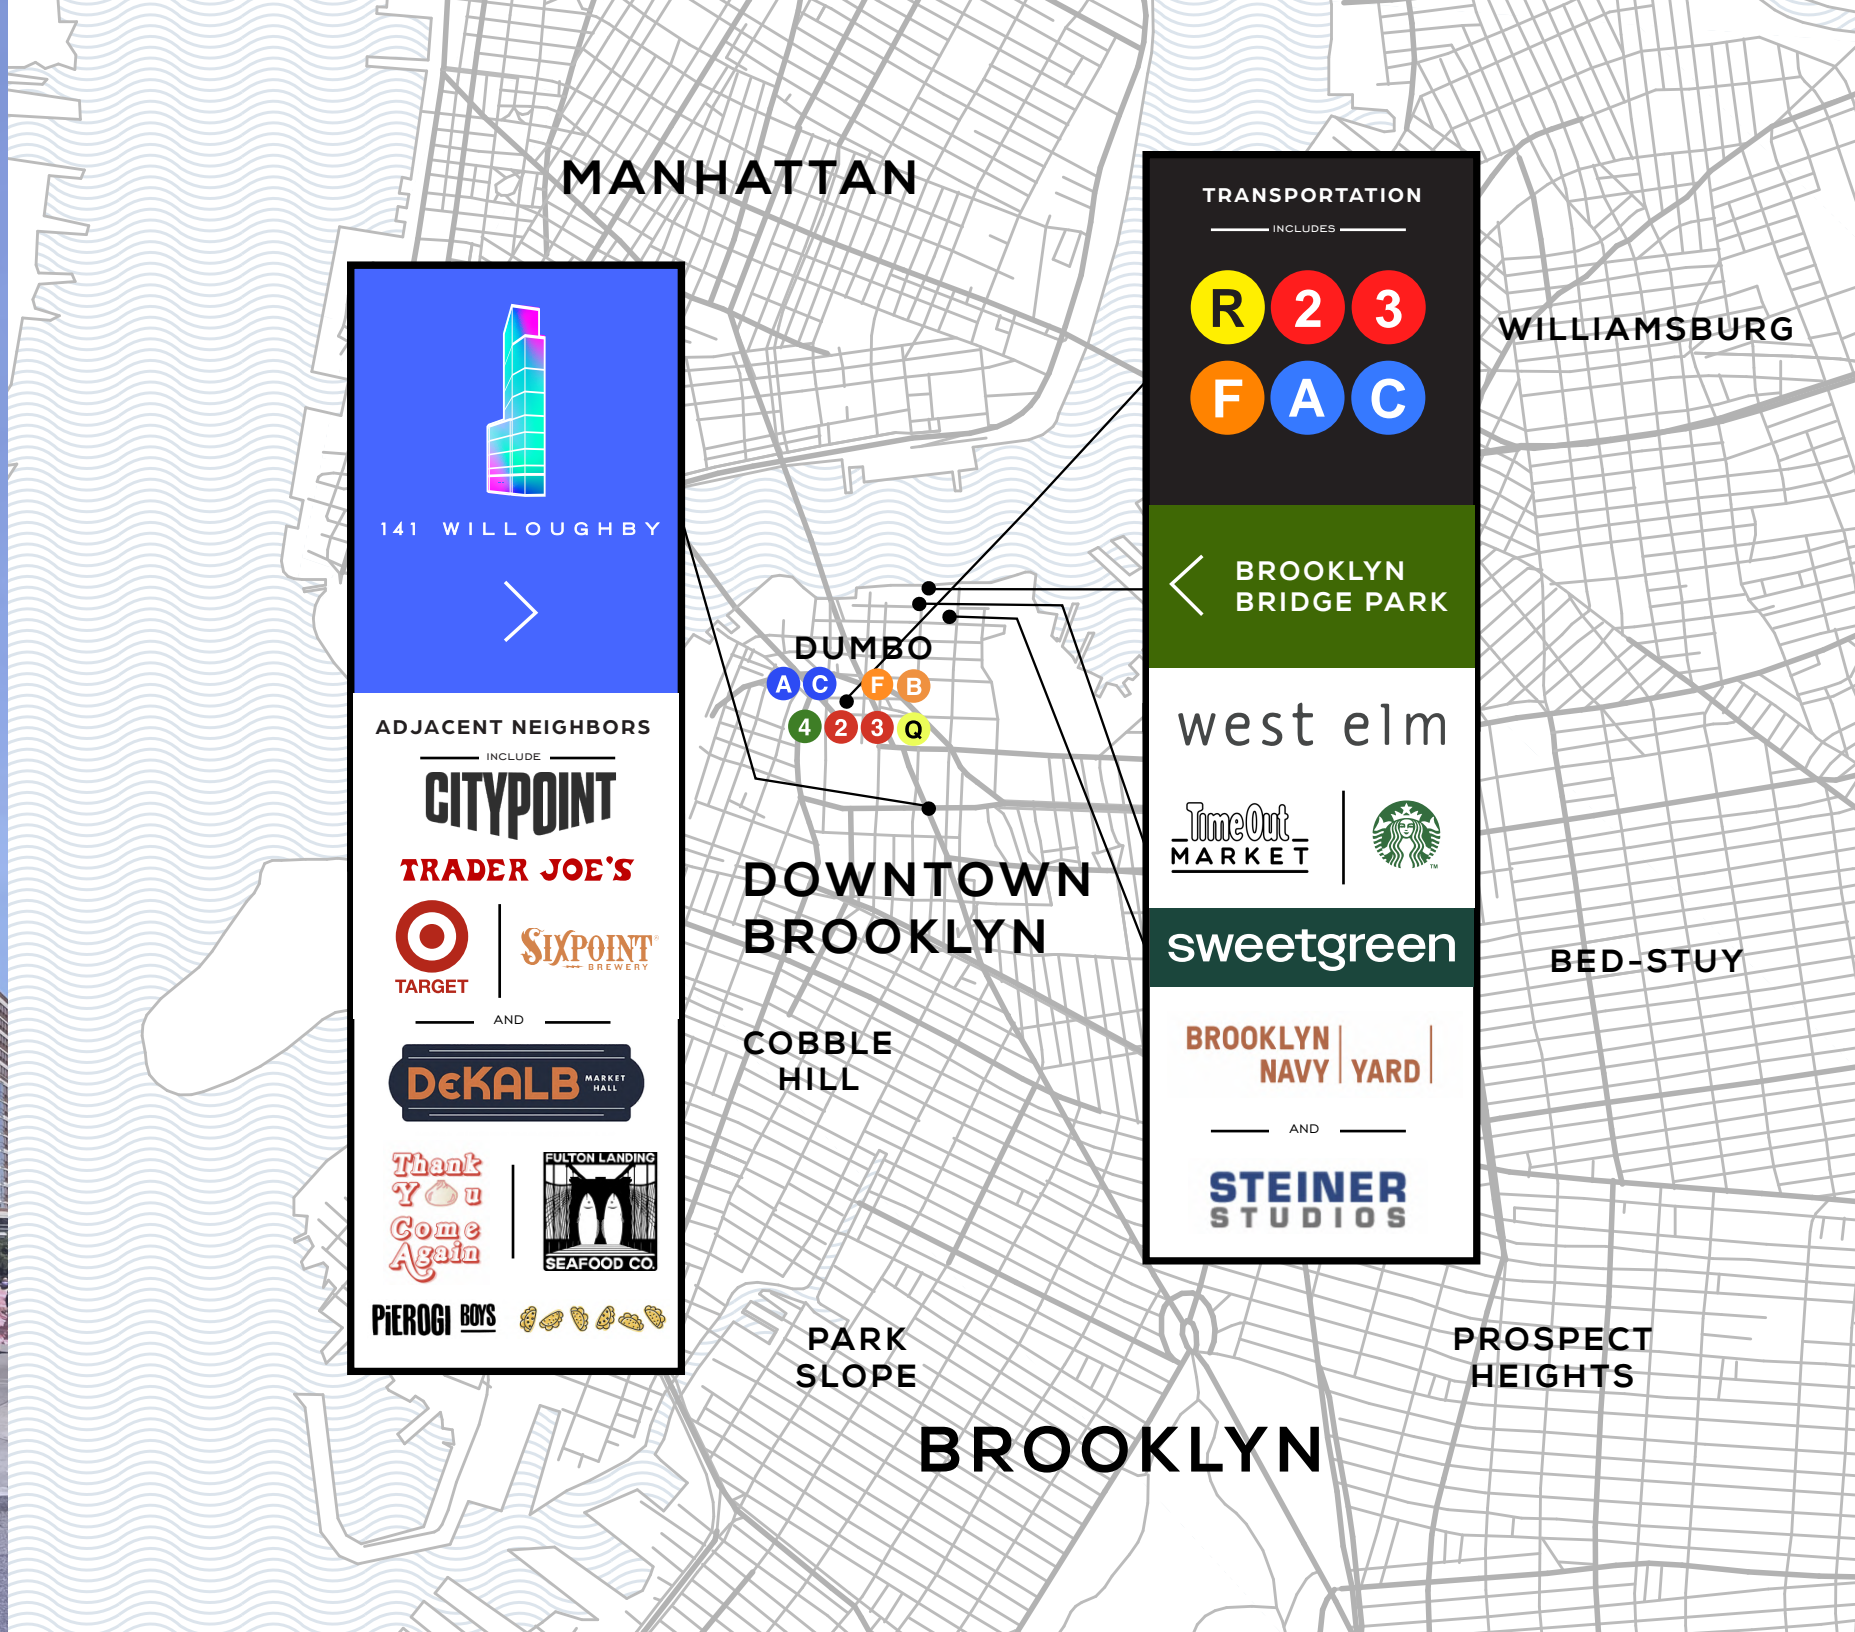 MANHATTAN
141 WILLOUGHBY
ADJACENT NEIGHBORS
INCLUDE
CITYPOINT
TRADER JOE'S
TARGET
SIXPOINT
BREWERY
AND
DEKALB MARKET HALL
Thank
You
Come
Again
FULTON LANDING
SEAFOOD CO.
PiEROGI BOYS
DUMBO
A C F B
4 2 3 Q
DOWNTOWN
BROOKLYN
COBBLE
HILL
PARK
SLOPE
BROOKLYN
TRANSPORTATION
INCLUDES
R 2 3
F A C
BROOKLYN
BRIDGE PARK
west elm
TimeOut
MARKET
TM
sweetgreen
BROOKLYN
NAVY YARD
AND
STEINER
STUDIOS
WILLIAMSBURG
BED-STUY
PROSPECT
HEIGHTS